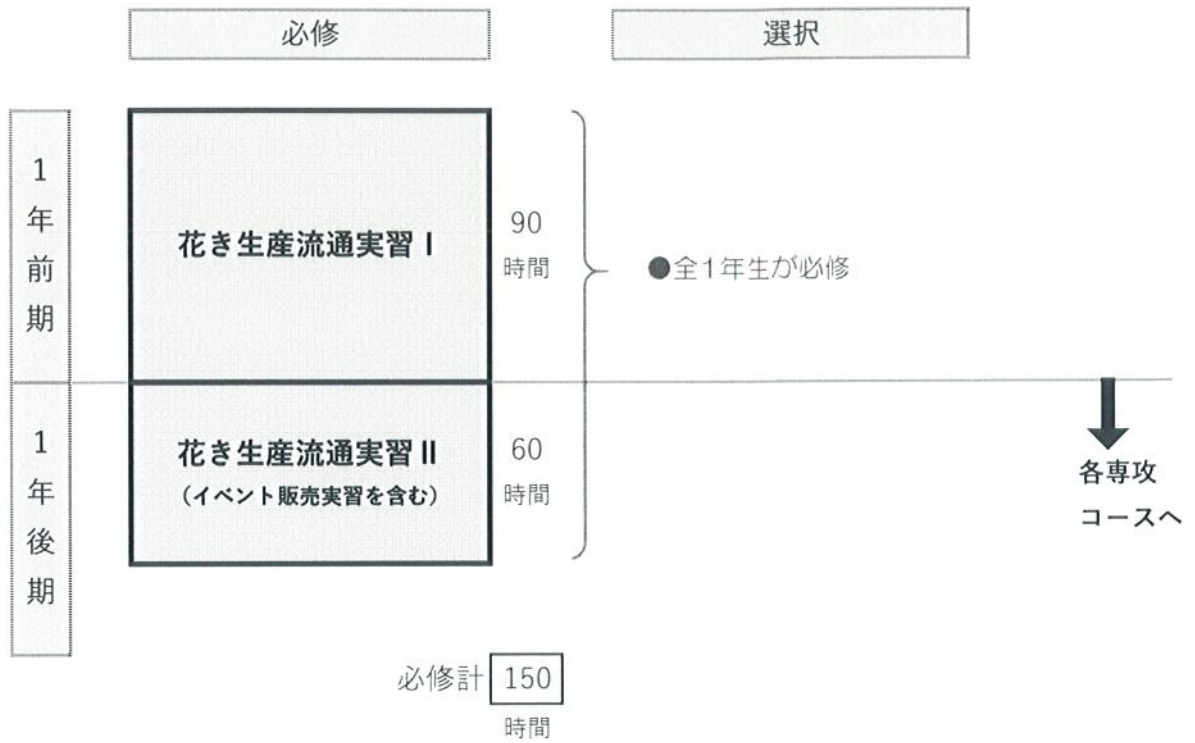 必修
選択
1年前期
花き生産流通実習Ⅰ
90
時間
●全1年生が必修
1年後期
花き生産流通実習Ⅱ
（イベント販売実習を含む）
60
時間
各専攻
コースへ
必修計 150
時間